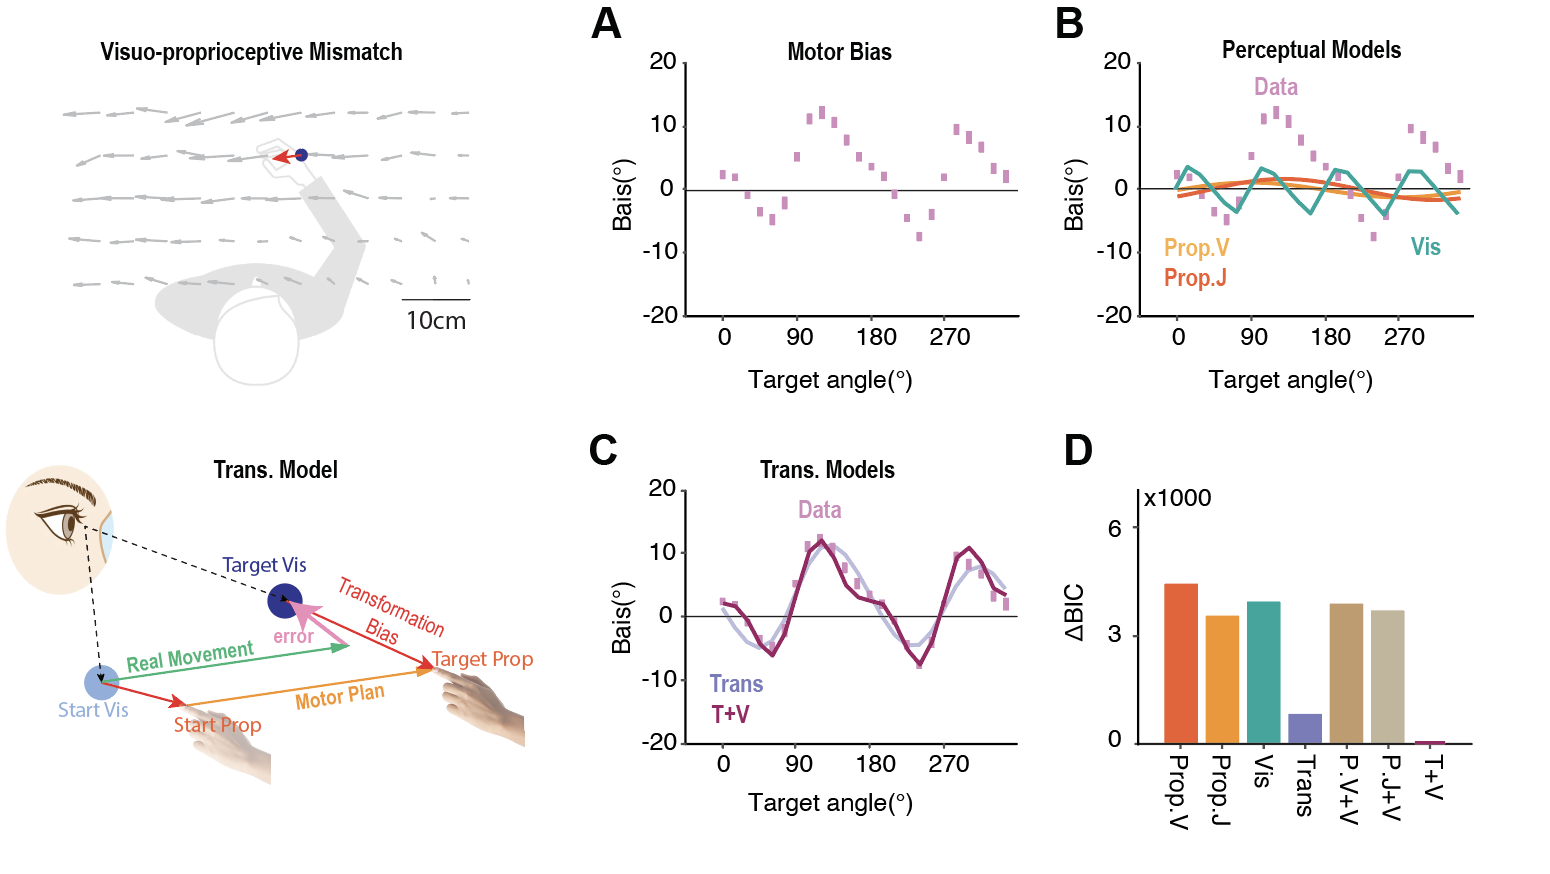 Visuo-proprioceptive Mismatch
10cm
A
Motor Bias
20
10
0
-10
-20
Bais(°)
0 90 180 270
Target angle(°)
B
Perceptual Models
20
10
0
-10
-20
Bais(°)
Data
Prop.V
Prop.J
Vis
0 90 180 270
Target angle(°)
Trans. Model
Target Vis
Transformation
Bias
error
Real Movement
Target Prop
Motor Plan
Start Vis
Start Prop
C
Trans. Models
20
10
0
-10
-20
Bais(°)
Data
Trans
T+V
0 90 180 270
Target angle(°)
D
x1000
6
3
0
ΔBIC
Prop.V
Prop.J
Vis
Trans
P.V+V
P.J+V
T+V